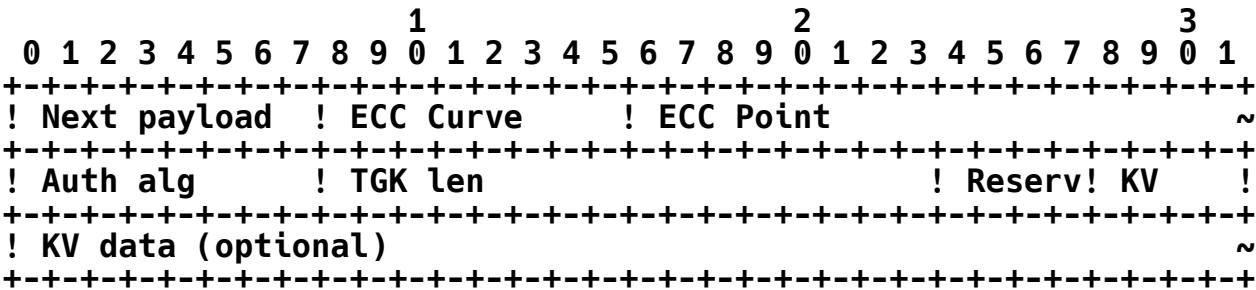 1                   2                   3
 0 1 2 3 4 5 6 7 8 9 0 1 2 3 4 5 6 7 8 9 0 1 2 3 4 5 6 7 8 9 0 1
+-+-+-+-+-+-+-+-+-+-+-+-+-+-+-+-+-+-+-+-+-+-+-+-+-+-+-+-+-+-+-+-+
! Next payload  ! ECC Curve     ! ECC Point                     ~
+-+-+-+-+-+-+-+-+-+-+-+-+-+-+-+-+-+-+-+-+-+-+-+-+-+-+-+-+-+-+-+-+
! Auth alg      ! TGK len                       ! Reserv! KV    !
+-+-+-+-+-+-+-+-+-+-+-+-+-+-+-+-+-+-+-+-+-+-+-+-+-+-+-+-+-+-+-+-+
! KV data (optional)                                            ~
+-+-+-+-+-+-+-+-+-+-+-+-+-+-+-+-+-+-+-+-+-+-+-+-+-+-+-+-+-+-+-+-+